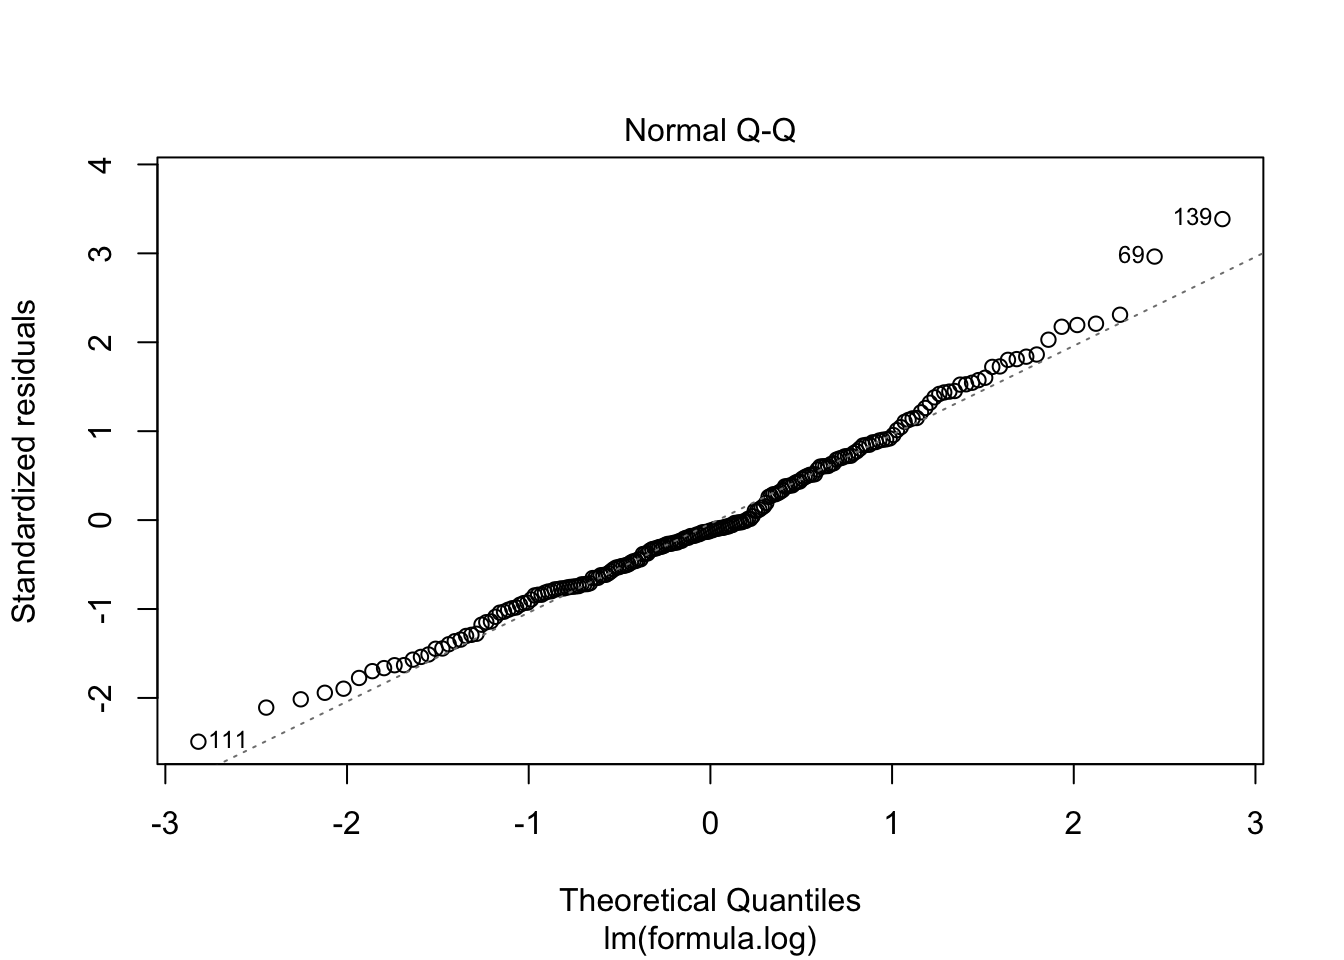 Normal Q-Q
Standardized residuals
4
3
2
1
0
-1
-2
139
69
111
-3 -2 -1 0 1 2 3
Theoretical Quantiles
lm(formula.log)